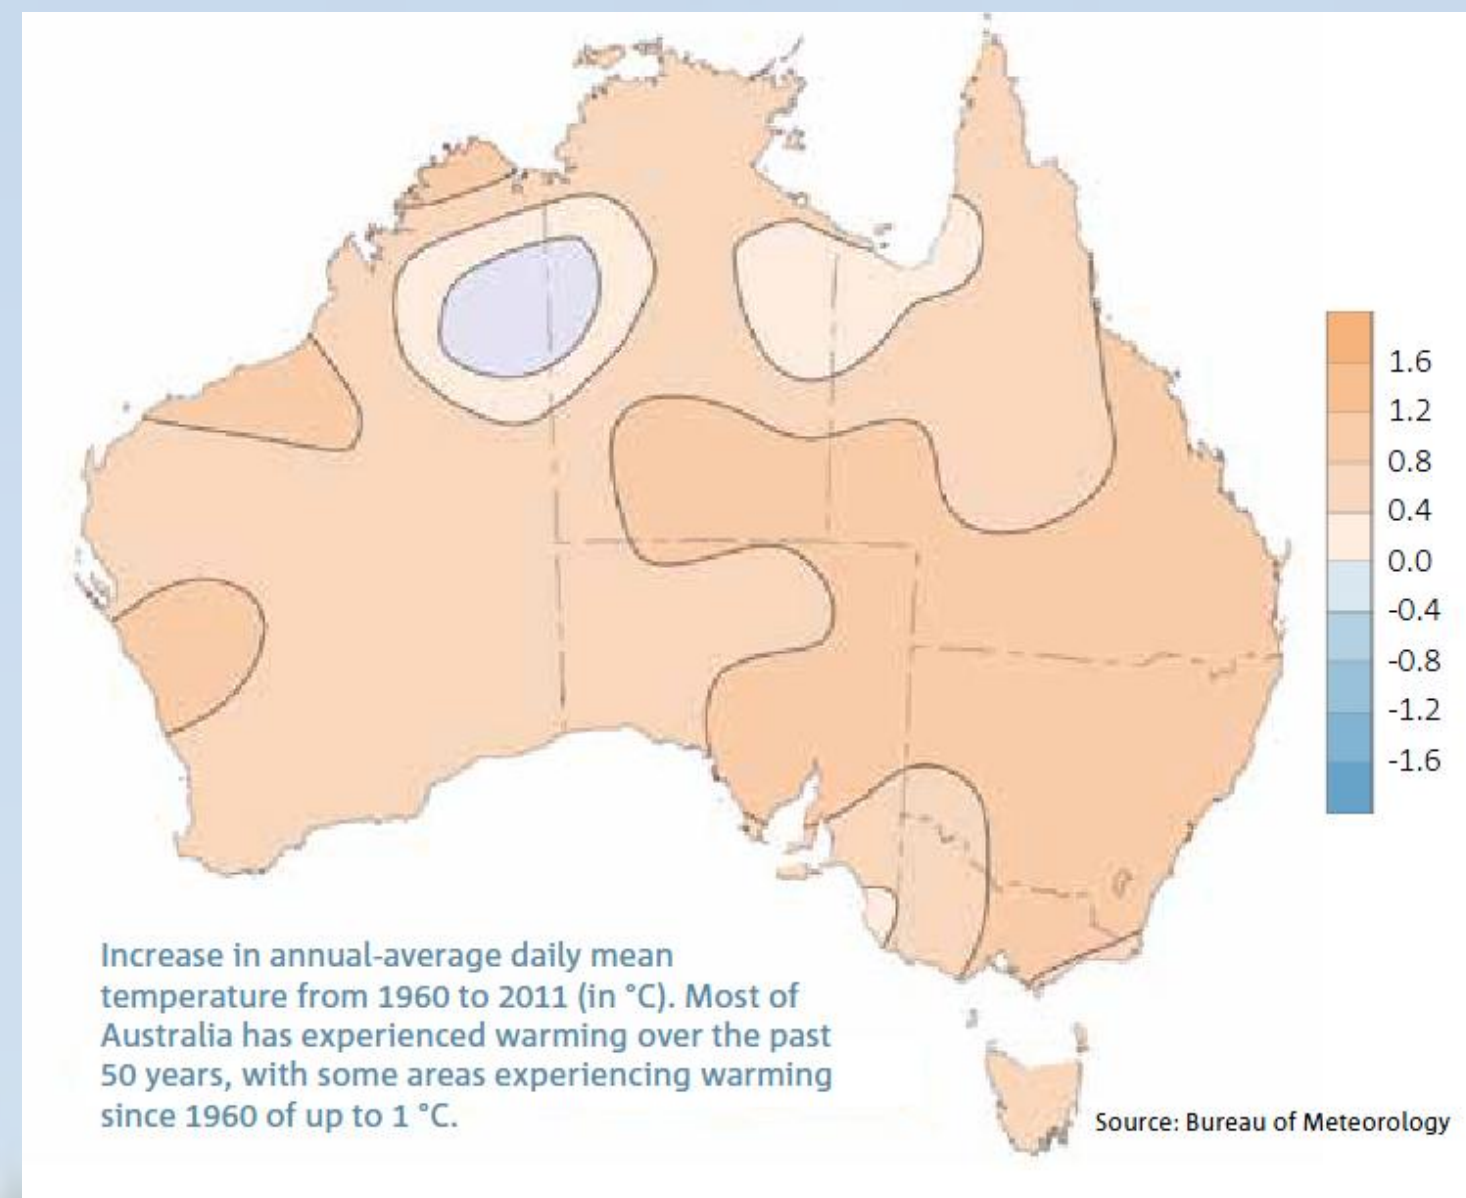 1.6
1.2
0.8
0.4
0.0
-0.4
-0.8
-1.2
-1.6
Increase in annual-average daily mean
temperature from 1960 to 2011 (in °C). Most of
Australia has experienced warming over the past
50 years, with some areas experiencing warming
since 1960 of up to 1 °C.
Source: Bureau of Meteorology